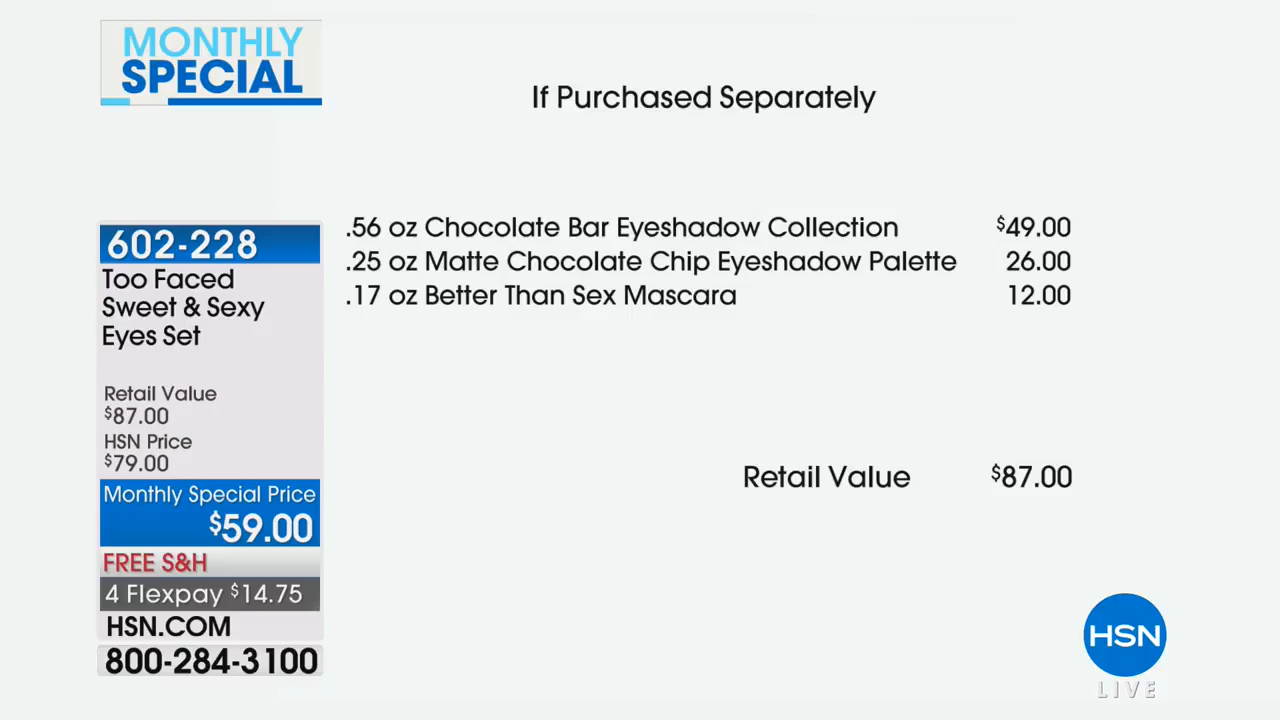 MONTHLY
SPECIAL
If Purchased Separately
.56 oz Chocolate Bar Eyeshadow Collection $49.00
.25 oz Matte Chocolate Chip Eyeshadow Palette 26.00
.17 oz Better Than Sex Mascara 12.00
Retail Value $87.00
602-228
Too Faced
Sweet & Sexy
Eyes Set
Retail Value
$87.00
HSN Price
$79.00
Monthly Special Price
$59.00
FREE S&H
4 Flexpay $14.75
HSN.COM
800-284-3100
HSN
LIVE